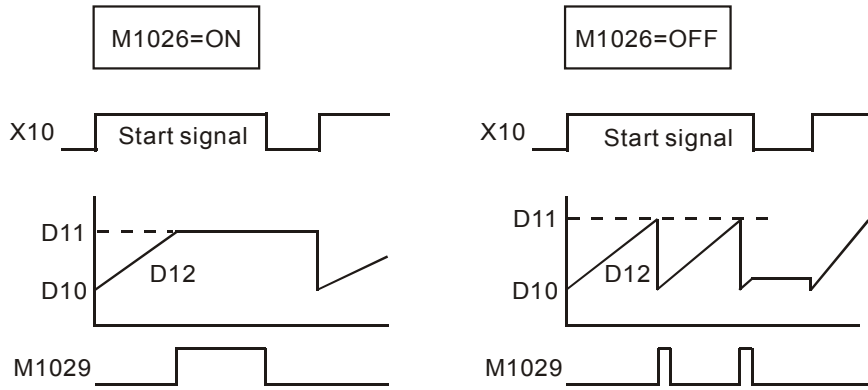 M1026=ON
X10
Start signal
D11
D12
D10
M1029
M1026=OFF
X10
Start signal
D11
D12
D10
M1029